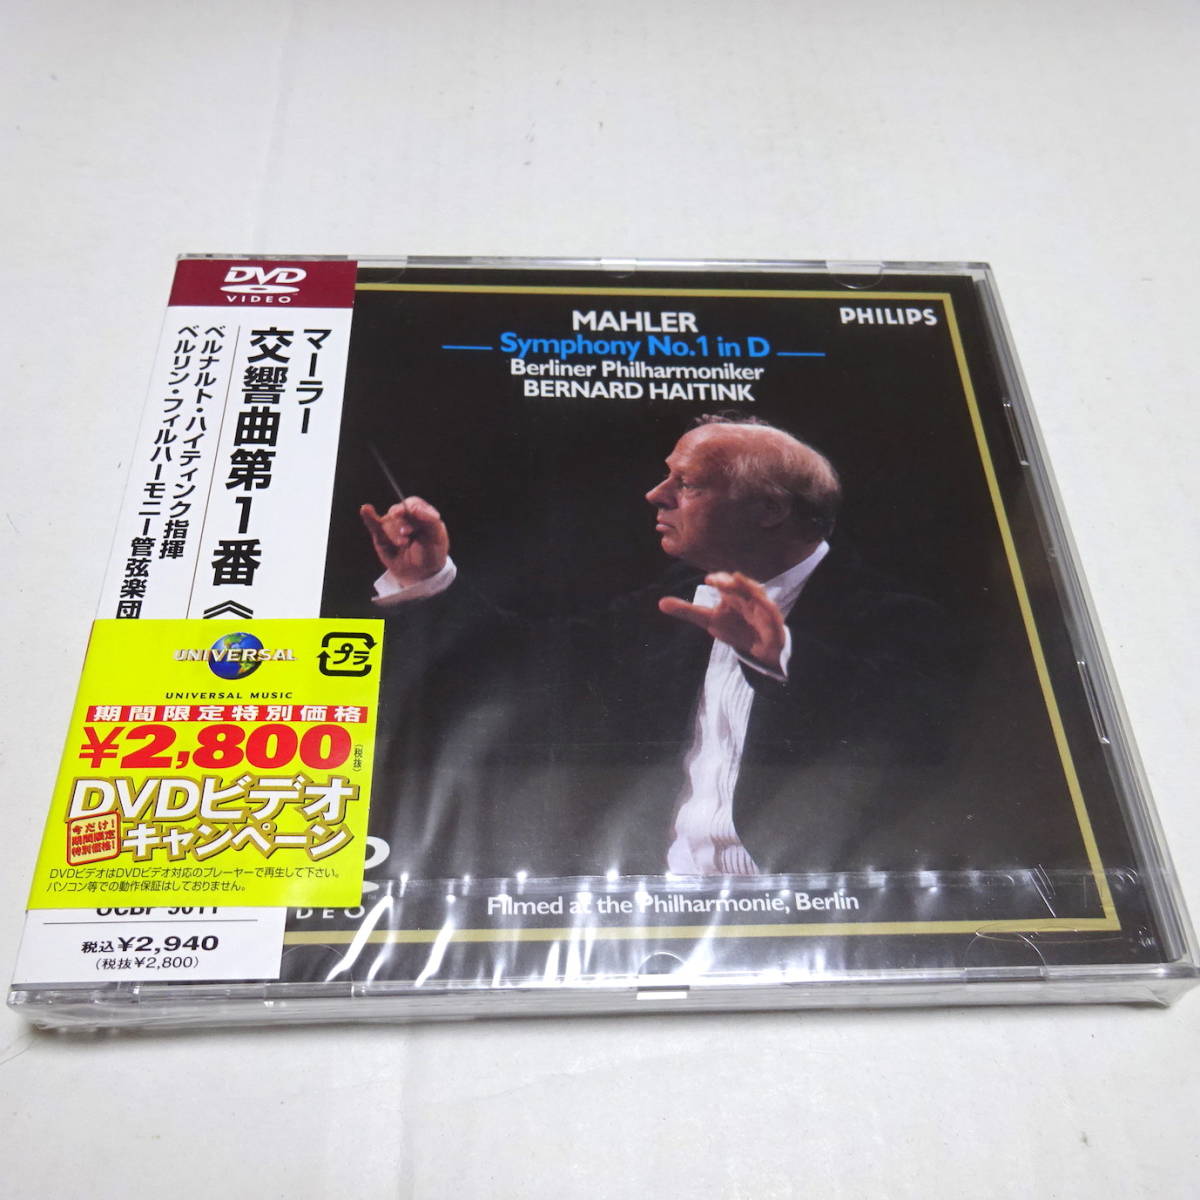 DVD
VIDEO
マーラー
交響曲第1番《
ベルナルト・ハイティンク指揮
ベルリン・フィルハーモニー管弦楽団
MAHLER
Symphony No.1 in D
Berliner Philharmoniker
BERNARD HAITINK
PHILIPS
UNIVERSAL
プラ
UNIVERSAL MUSIC
期間限定特別価格
¥2,800(税抜)
DVDビデオ
キャンペーン
今だけ!
期間限定
特別価格!
DVDビデオはDVDビデオ対応のプレーヤーで再生して下さい。
パソコン等での動作保証はしておりません。
税込¥2,940
(税抜¥2,800)
Filmed at the Philharmonie, Berlin